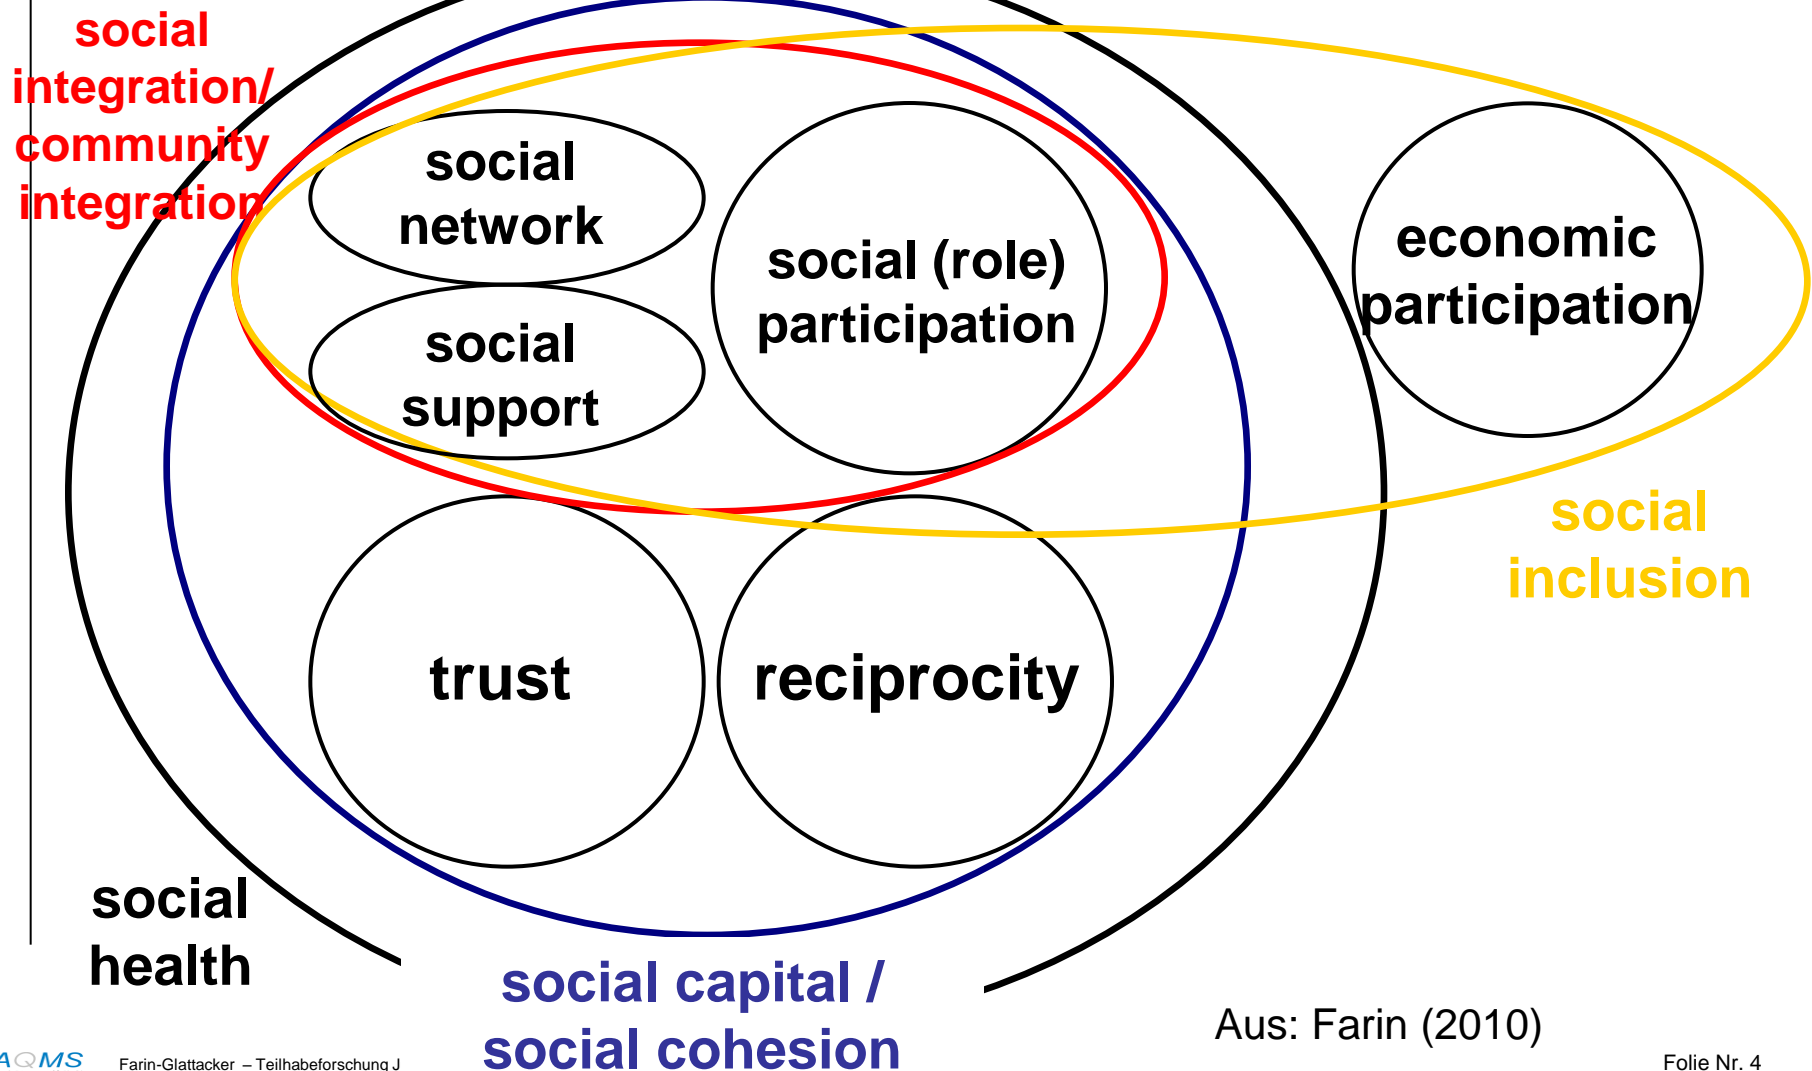 social
integration/
community
integration
social
network
social
support
social (role)
participation
economic
participation
social
inclusion
trust
reciprocity
social
health
social capital /
social cohesion
Aus: Farin (2010)
AQMS
Farin-Glattacker – Teilhabeforschung J
Folie Nr. 4